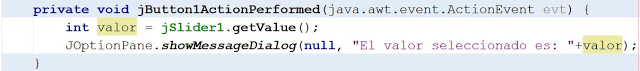 private void jButton1ActionPerformed(java.awt.event.ActionEvent evt) {
int valor = jSlider1.getValue();
JOptionPane.showMessageDialog(null, "El valor seleccionado es: "+valor);
}